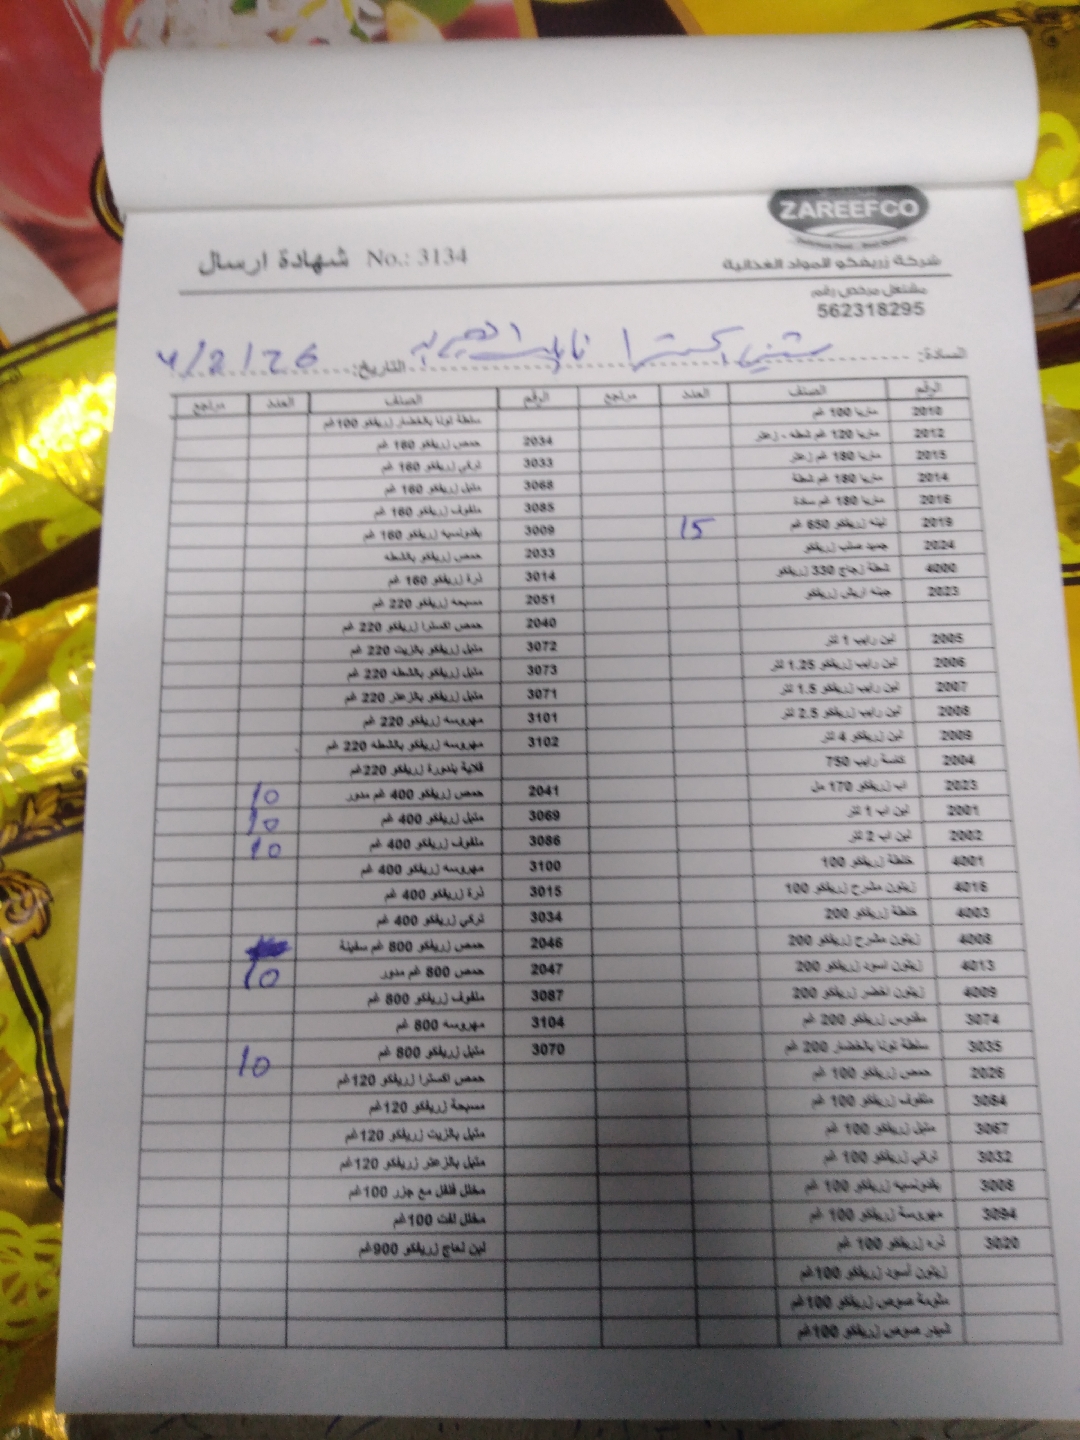 ZAREEFCO
شركة زريفكو للمواد الغذائية
شهادة ارسال No.: 3134
مشتغل مرخص رقم
562318295
السادة: اكسترا التاريخ: 4/2/26
الرقم الصنف العدد مراجع الرقم الصنف العدد مراجع
2010 ماريا 100 غم سلطة تونا بالخضار زريفكو 100غم
2012 ماريا 120 غم شطه ، زعتر 2034 حمص زريفكو 160 غم
2015 ماريا 180 غم زعتر 3033 تركي زريفكو 160 غم
2014 ماريا 180 غم شطة 3068 متبل زريفكو 160 غم
2016 ماريا 180 غم سادة 3085 ملفوف زريفكو 160 غم
2019 لبنه زريفكو 650 غم 15 3009 بقدونسيه زريفكو 160 غم
2024 جميد صلب زريفكو 2033 حمص زريفكو بالشطه
4000 شطة زجاج 330 زريفكو 3014 ذرة زريفكو 160 غم
2023 جبنه اريش زريفكو 2051 مسبحه زريفكو 220 غم
2040 حمص اكسترا زريفكو 220 غم
2005 لبن رايب 1 لتر 3072 متبل زريفكو بالزيت 220 غم
2006 لبن رايب زريفكو 1.25 لتر 3073 متبل زريفكو بالشطه 220 غم
2007 لبن رايب زريفكو 1.5 لتر 3071 متبل زريفكو بالزعتر 220 غم
2008 لبن رايب زريفكو 2.5 لتر 3101 مهروسه زريفكو 220 غم
2009 لبن زريفكو 4 لتر 3102 مهروسه زريفكو بالشطه 220 غم
2004 كاسة رايب 750 قلاية بندورة زريفكو 220غم
2023 اب زريفكو 170 مل 2041 حمص زريفكو 400 غم مدور 10
2001 لبن اب 1 لتر 3069 متبل زريفكو 400 غم 10
2002 لبن اب 2 لتر 3086 ملفوف زريفكو 400 غم 10
4001 خلطة زريفكو 100 3100 مهروسه زريفكو 400 غم
4016 زيتون مشرح زريفكو 100 3015 ذرة زريفكو 400 غم
4003 خلطة زريفكو 200 3034 تركي زريفكو 400 غم
4008 زيتون مشرح زريفكو 200 2046 حمص زريفكو 800 غم سفينة
4013 زيتون اسود زريفكو 200 2047 حمص 800 غم مدور 10
4009 زيتون اخضر زريفكو 200 3087 ملفوف زريفكو 800 غم
3074 مقدوس زريفكو 200 غم 3104 مهروسه 800 غم
3035 سلطة تونا بالخضار 200 غم 3070 متبل زريفكو 800 غم 10
2026 حمص زريفكو 100 غم حمص اكسترا زريفكو 120غم
3084 ملفوف زريفكو 100 غم مسبحة زريفكو 120غم
3067 متبل زريفكو 100 غم متبل بالزيت زريفكو 120غم
3032 تركي زريفكو 100 غم متبل بالزعتر زريفكو 120غم
3008 بقدونسيه زريفكو 100 غم مخلل فلفل مع جزر 100غم
3094 مهروسة زريفكو 100 غم مخلل لفت 100غم
3020 ذره زريفكو 100 غم لبن نعاج زريفكو 900غم
زيتون أسود زريفكو 100غم
مثومة صوص زريفكو 100غم
شيدر صوص زريفكو 100غم